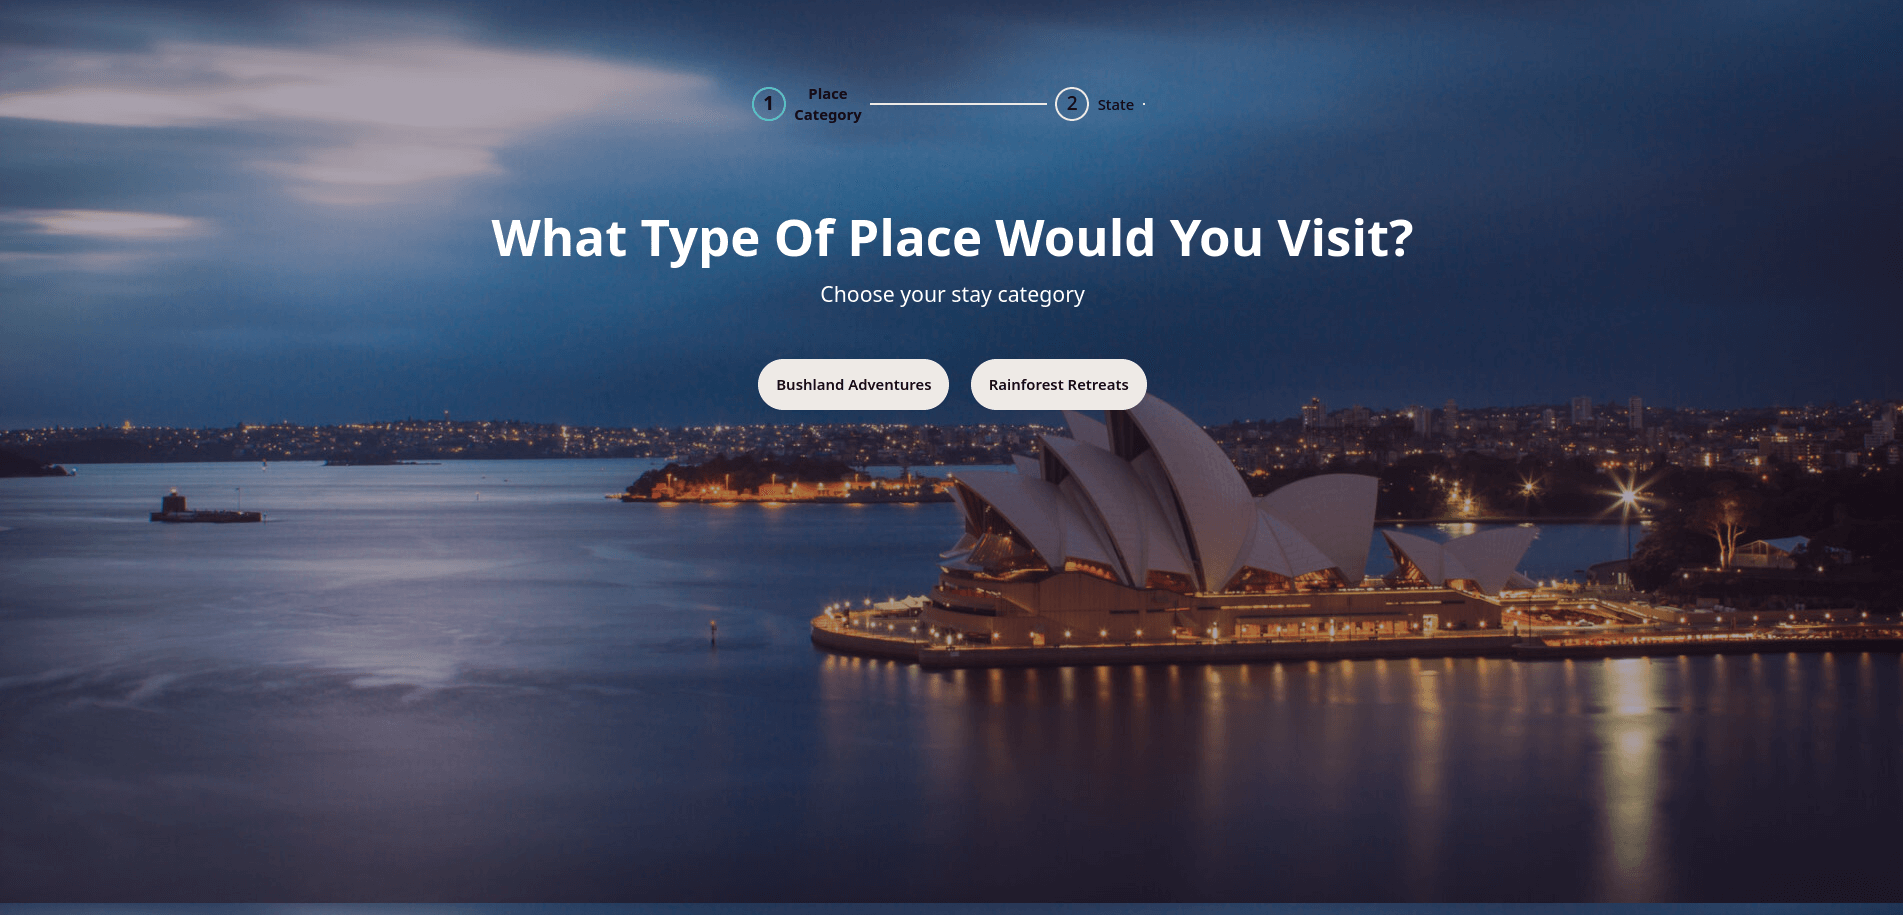 1
Place
Category
2
State
What Type Of Place Would You Visit?
Choose your stay category
Bushland Adventures
Rainforest Retreats